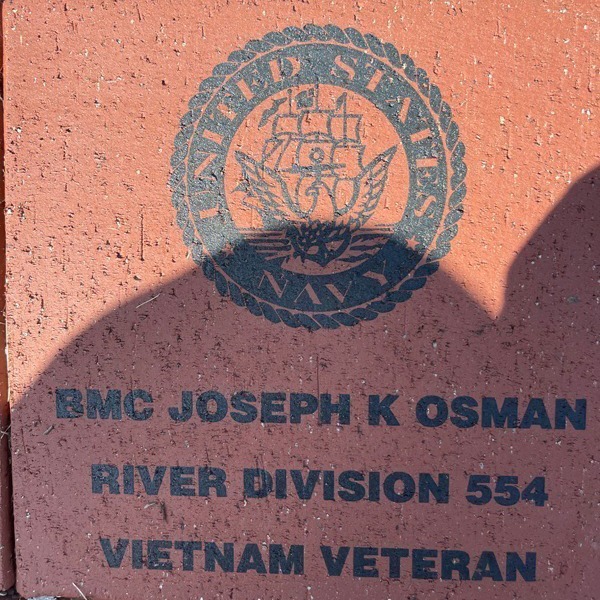 UNITED STATES
NAVY
BMC JOSEPH K OSMAN
RIVER DIVISION 554
VIETNAM VETERAN